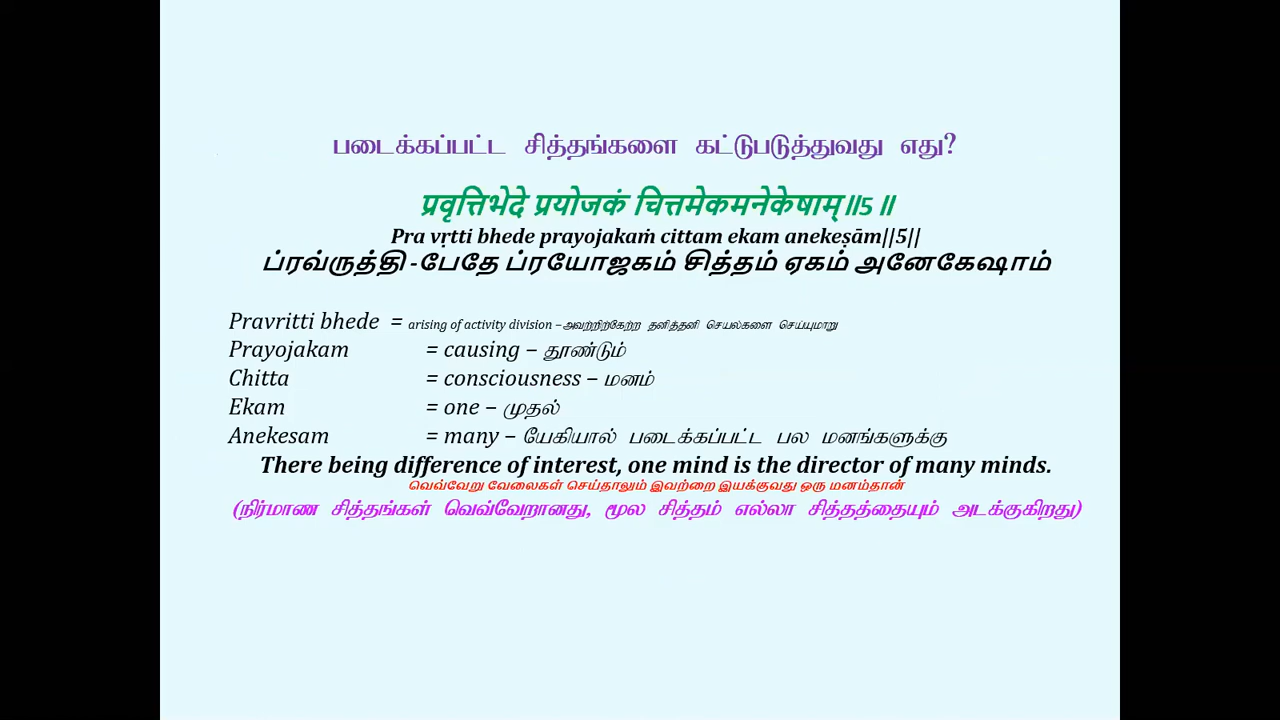 படைக்கப்பட்ட சித்தங்களை கட்டுபடுத்துவது எது?
प्रवृत्तिभेदे प्रयोजकं चित्तमेकमनेकेषाम्॥5॥
Pra vṛtti bhede prayojakaṁ cittam ekam anekeṣām||5||
ப்ரவ்ருத்தி -பேதே ப்ரயோஜகம் சித்தம் ஏகம் அனேகேஷாம்
Pravritti bhede = arising of activity division –அவற்றிற்கேற்ற தனித்தனி செயல்களை செய்யுமாறு
Prayojakam = causing – தூண்டும்
Chitta = consciousness – மனம்
Ekam = one – முதல்
Anekesam = many – யேகியால் படைக்கப்பட்ட பல மனங்களுக்கு
There being difference of interest, one mind is the director of many minds.
வெவ்வேறு வேலைகள் செய்தாலும் இவற்றை இயக்குவது ஒரு மனம்தான்
(நிர்மாண சித்தங்கள் வெவ்வேறானது, மூல சித்தம் எல்லா சித்தத்தையும் அடக்குகிறது)